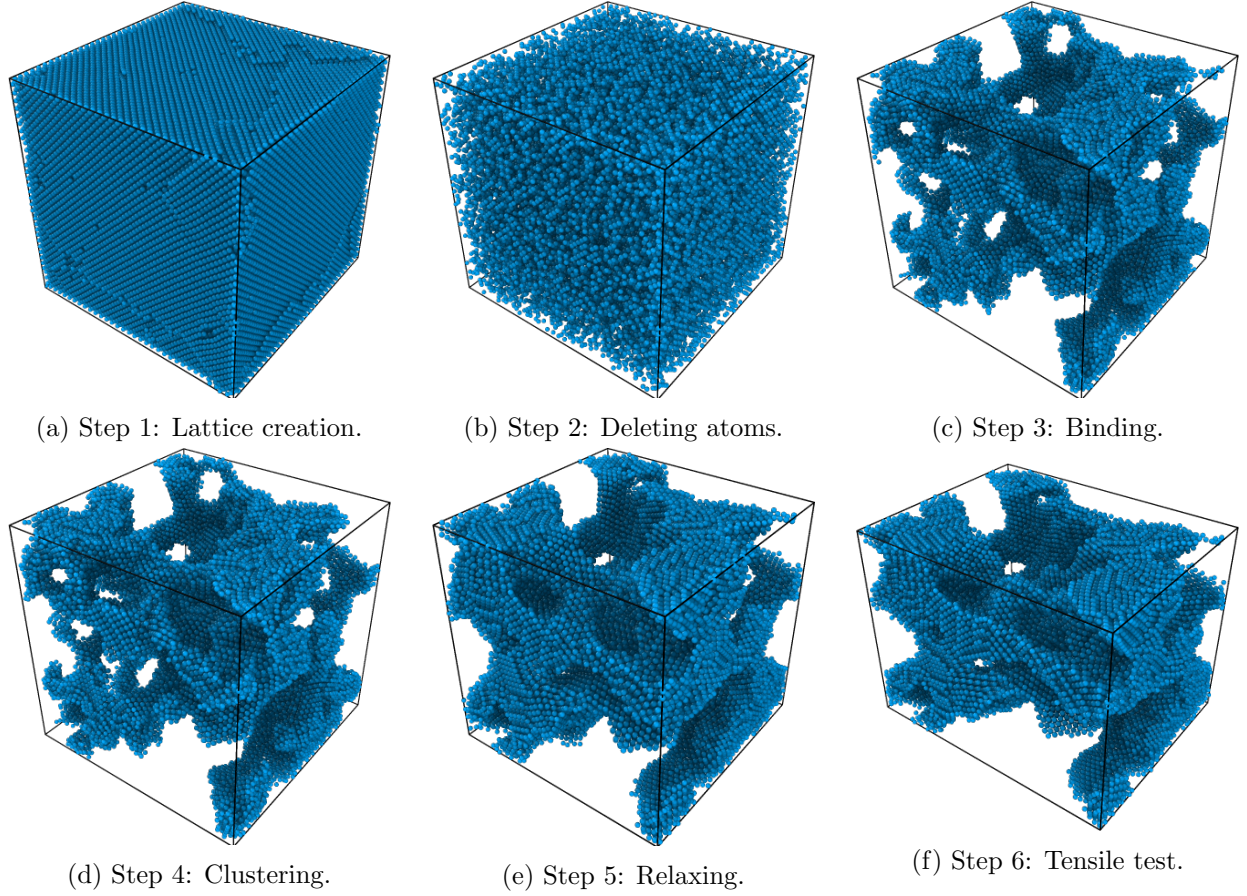 (a) Step 1: Lattice creation.
(b) Step 2: Deleting atoms.
(c) Step 3: Binding.
(d) Step 4: Clustering.
(e) Step 5: Relaxing.
(f) Step 6: Tensile test.